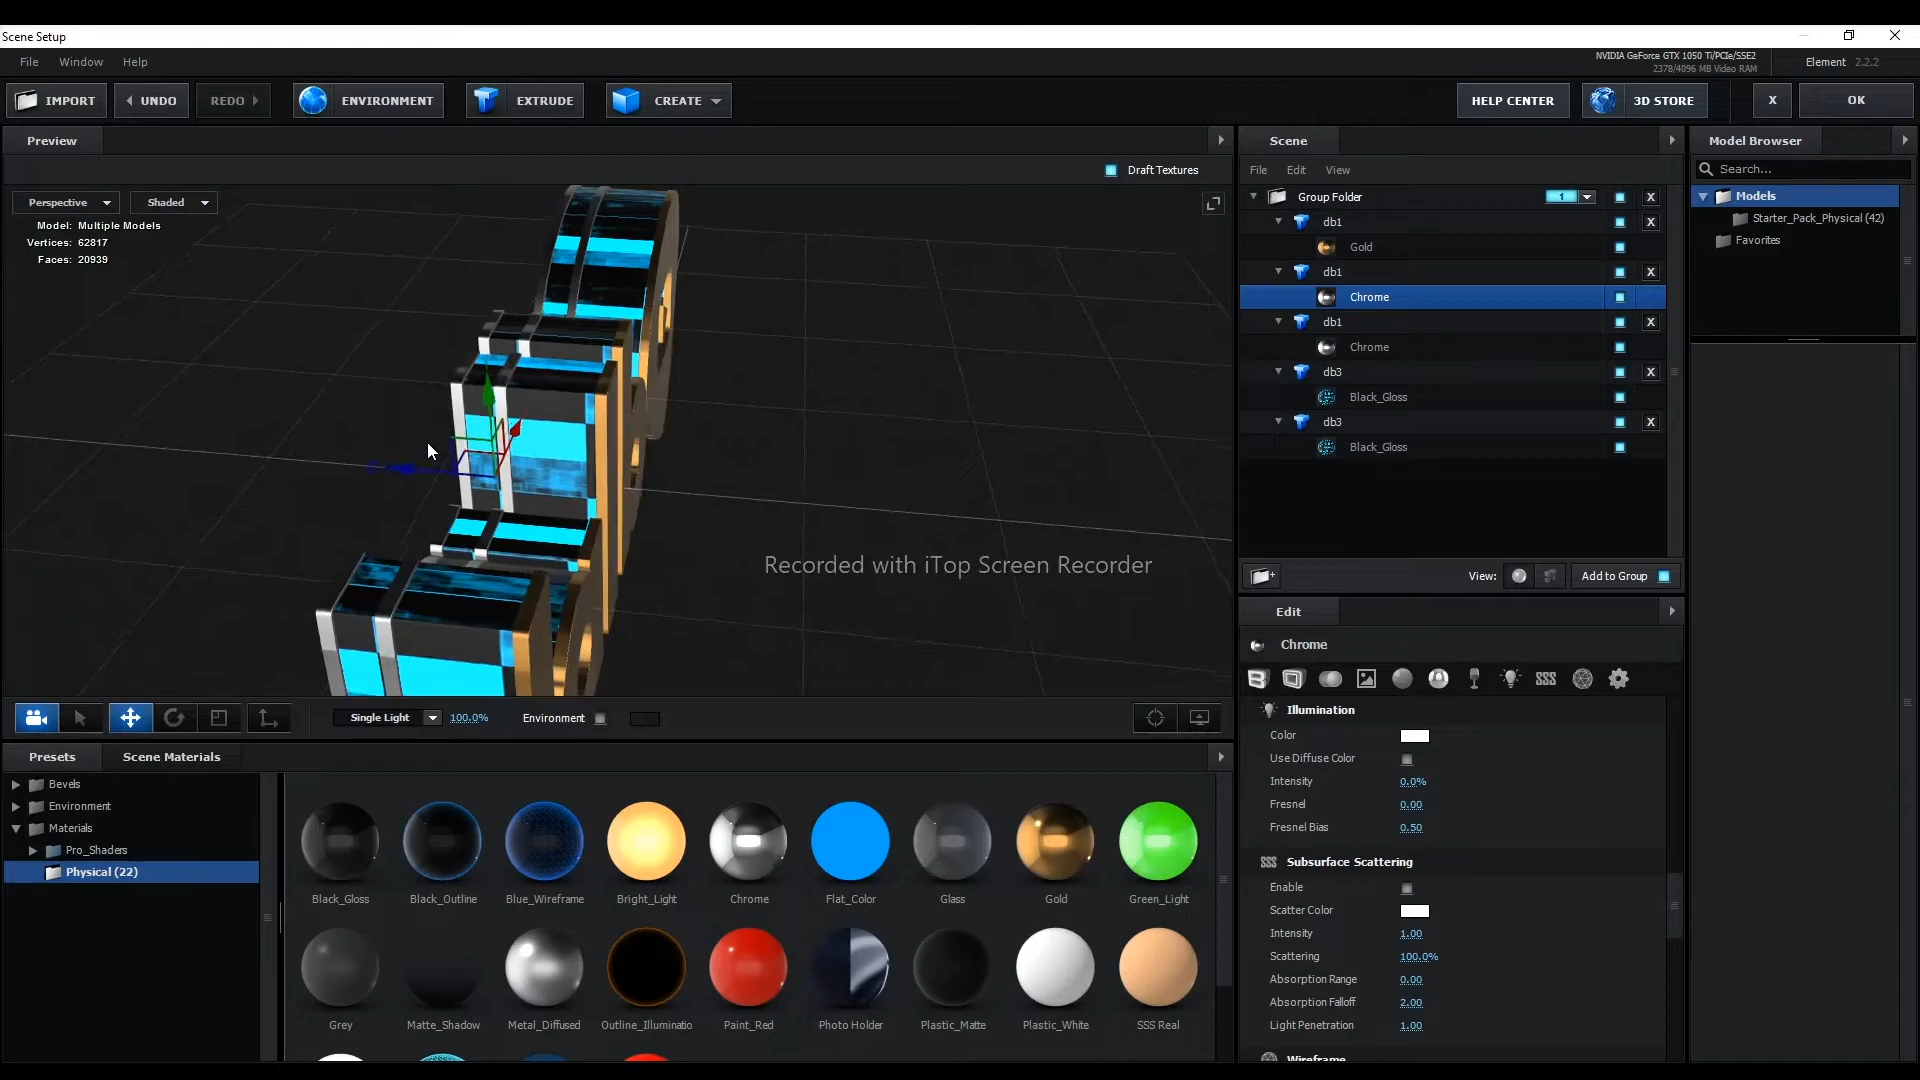 Scene Setup
File Window Help
NVIDIA GeForce GTX 1050 Ti/PCIe/SSE2
2378/4096 MB Video RAM
Element 2.2.2
IMPORT UNDO REDO ENVIRONMENT EXTRUDE CREATE HELP CENTER 3D STORE X OK
Preview
Draft Textures
Perspective Shaded
Model: Multiple Models
Vertices: 62817
Faces: 20939
Recorded with iTop Screen Recorder
Single Light 100.0% Environment
Scene
File Edit View
Group Folder 1 X
db1 X
Gold
db1 X
Chrome
db1 X
Chrome
db3 X
Black_Gloss
db3 X
Black_Gloss
View: Add to Group
Model Browser
Search...
Models
Starter_Pack_Physical (42)
Favorites
Edit
Chrome
Illumination
Color
Use Diffuse Color
Intensity 0.0%
Fresnel 0.00
Fresnel Bias 0.50
Subsurface Scattering
Enable
Scatter Color
Intensity 1.00
Scattering 100.0%
Absorption Range 0.00
Absorption Falloff 2.00
Light Penetration 1.00
Wireframe
Presets Scene Materials
Bevels
Environment
Materials
Pro_Shaders
Physical (22)
Black_Gloss Black_Outline Blue_Wireframe Bright_Light Chrome Flat_Color Glass Gold Green_Light
Grey Matte_Shadow Metal_Diffused Outline_Illuminatio Paint_Red Photo Holder Plastic_Matte Plastic_White SSS Real